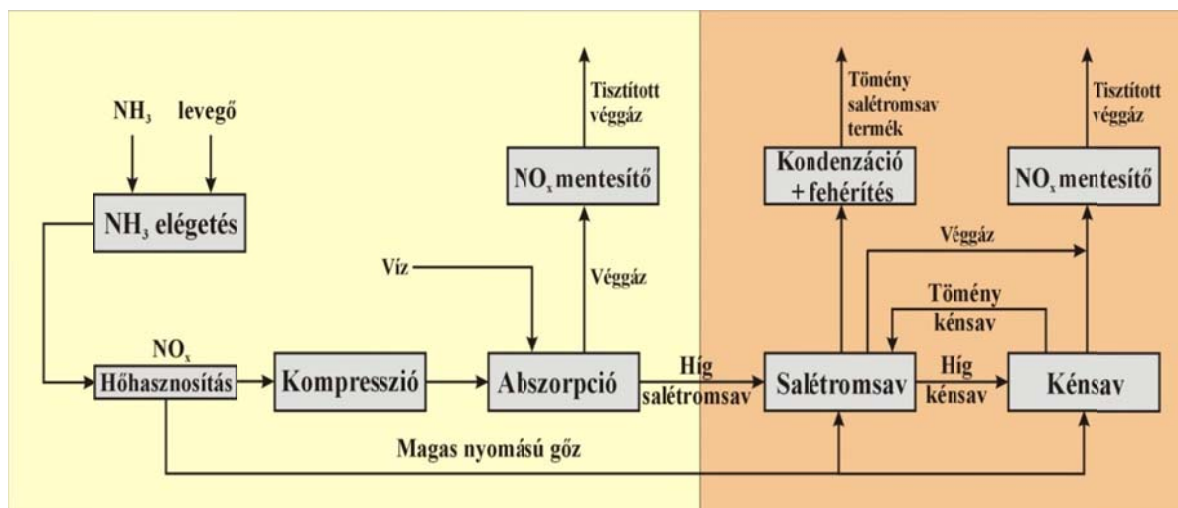 NH₃ levegő
NH₃ elégetés
NOₓ
Hőhasznosítás
Kompresszió
Víz
Abszorpció
Véggáz
NOₓ mentesítő
Tisztított
véggáz
Híg
salétromsav
Magas nyomású gőz
Tömény
salétromsav
termék
Kondenzáció
+ fehérítés
Salétromsav
Véggáz
Tömény
kénsav
Híg
kénsav
Kénsav
NOₓ mentesítő
Tisztított
véggáz